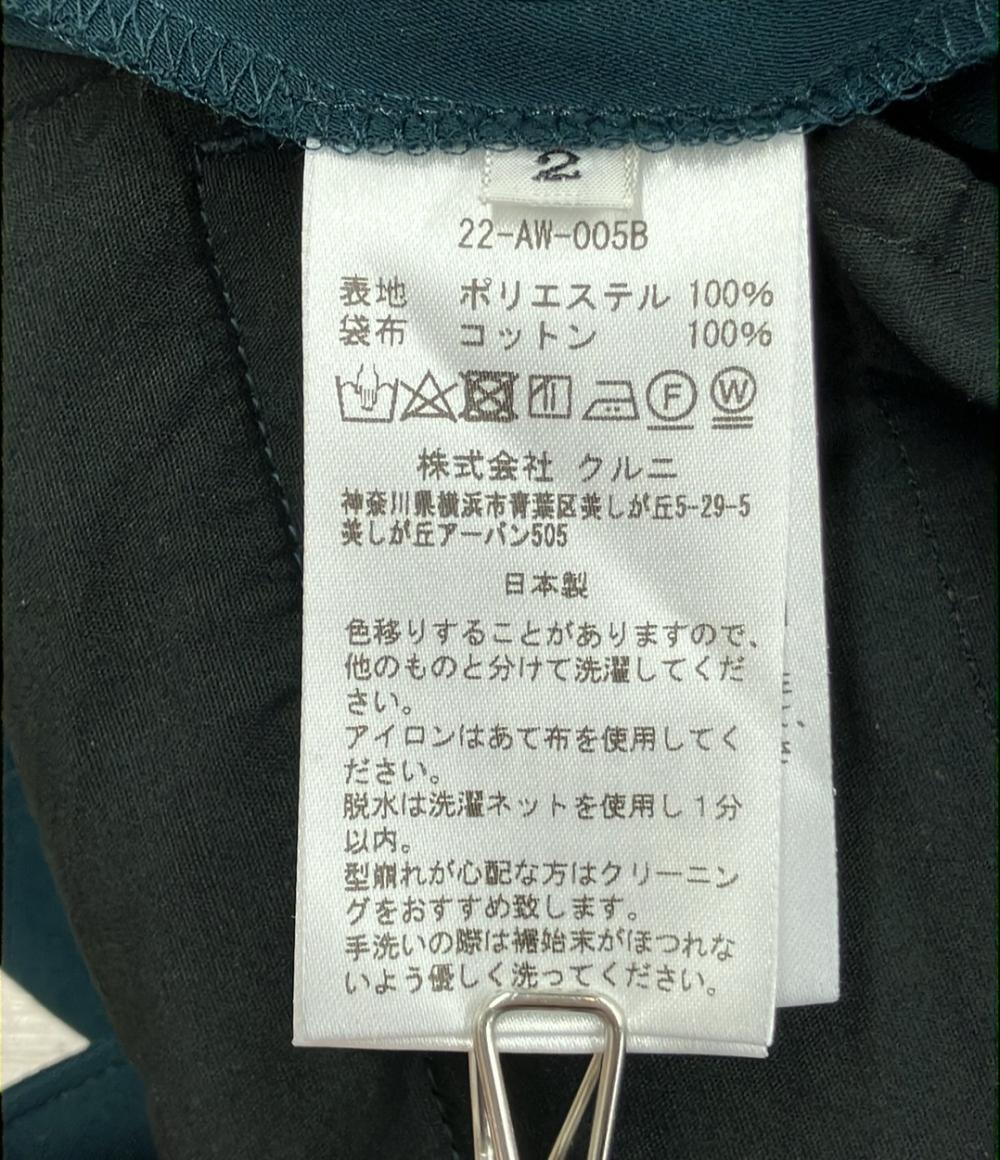 2
22-AW-005B
表地 ポリエステル 100%
袋布 コットン 100%
F W
株式会社 クルニ
神奈川県横浜市青葉区美しが丘5-29-5
美しが丘アーバン505
日本製
色移りすることがありますので、
他のものと分けて洗濯してくだ
さい。
アイロンはあて布を使用してく
ださい。
脱水は洗濯ネットを使用し1分
以内。
型崩れが心配な方はクリーニン
グをおすすめ致します。
手洗いの際は裾始末がほつれな
いよう優しく洗ってください。